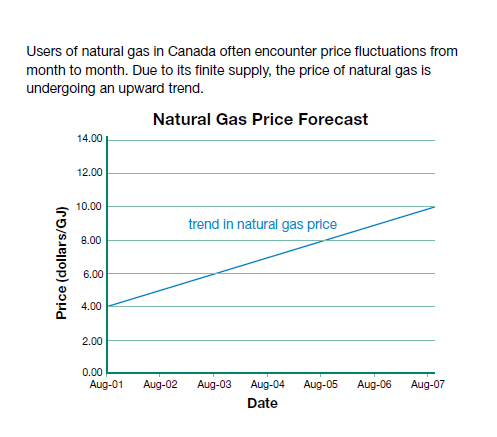 Users of natural gas in Canada often encounter price fluctuations from
month to month. Due to its finite supply, the price of natural gas is
undergoing an upward trend.
Natural Gas Price Forecast
14.00
12.00
10.00
8.00
6.00
4.00
2.00
0.00
Price (dollars/GJ)
trend in natural gas price
Aug-01 Aug-02 Aug-03 Aug-04 Aug-05 Aug-06 Aug-07
Date